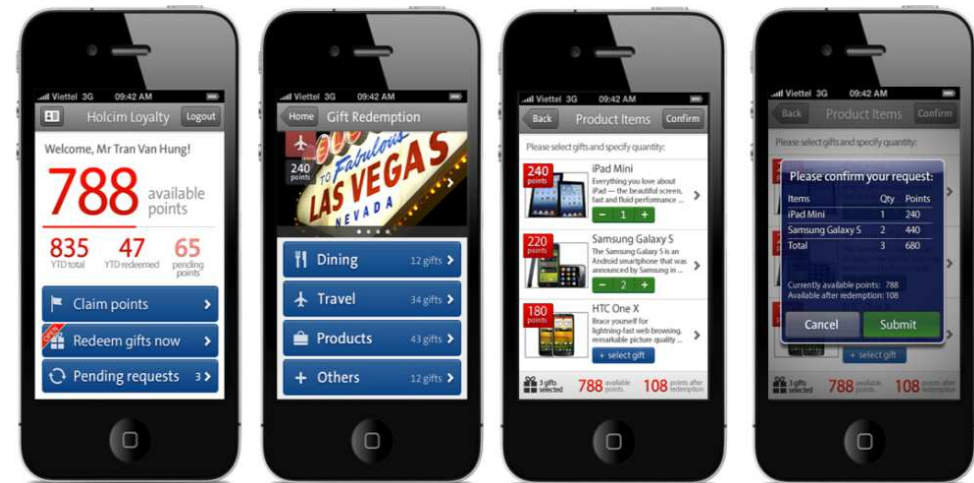 Viettel 3G 09:42 AM
Holcim Loyalty Logout
Welcome, Mr Tran Van Hung!
788 available
points
835 47 65
YTD total YTD redeemed pending
points
Claim points
OPEN
Redeem gifts now
Pending requests 3
Viettel 3G 09:42 AM
Home Gift Redemption
240
points
TO Fabulous
LAS VEGAS
NEVADA
Dining 12 gifts
Travel 34 gifts
Products 43 gifts
Others 12 gifts
Viettel 3G 09:42 AM
Back Product Items Confirm
Please select gifts and specify quantity:
240
points
iPad Mini
Everything you love about
iPad — the beautiful screen,
fast and fluid performance ...
- 1 +
220
points
Samsung Galaxy S
The Samsung Galaxy S is an
Android smartphone that was
announced by Samsung in ...
- 2 +
180
points
HTC One X
Brace yourself for
lightning-fast web browsing,
remarkable picture quality ...
+ select gift
3 gifts
selected
788 available
points
108 points after
redemption
Viettel 3G 09:42 AM
Back Product Items Confirm
Please select gifts and specify quantity:
Please confirm your request:
Items Qty Points
iPad Mini 1 240
Samsung Galaxy S 2 440
Total 3 680
Currently available points: 788
Available after redemption: 108
Cancel Submit
+ select gift
3 gifts
selected
788 available
points
108 points after
redemption